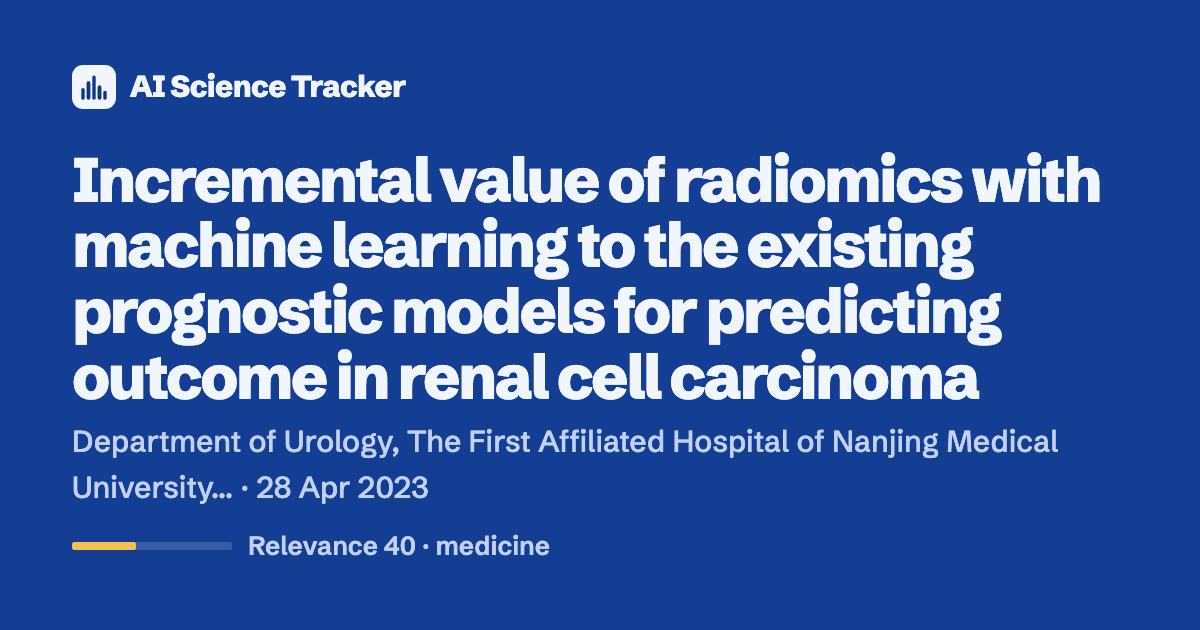 AI Science Tracker
Incremental value of radiomics with
machine learning to the existing
prognostic models for predicting
outcome in renal cell carcinoma
Department of Urology, The First Affiliated Hospital of Nanjing Medical
University... · 28 Apr 2023
Relevance 40 · medicine